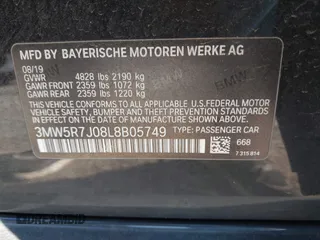 MFD BY BAYERISCHE MOTOREN WERKE AG
08/19
GVWR 4828 lbs 2190 kg
GAWR FRONT 2359 lbs 1072 kg
GAWR REAR 2359 lbs 1220 kg
THIS VEHICLE CONFORMS TO ALL APPLICABLE
U.S.FEDERAL MOTOR VEHICLE SAFETY, BUMPER,
AND THEFT PREVENTION STANDARDS IN EFFECT ON
THE DATE OF MANUFACTURE SHOWN ABOVE.
3MW5R7J08L8B05749 TYPE: PASSENGER CAR
668
7 315 814
IDREAMBID